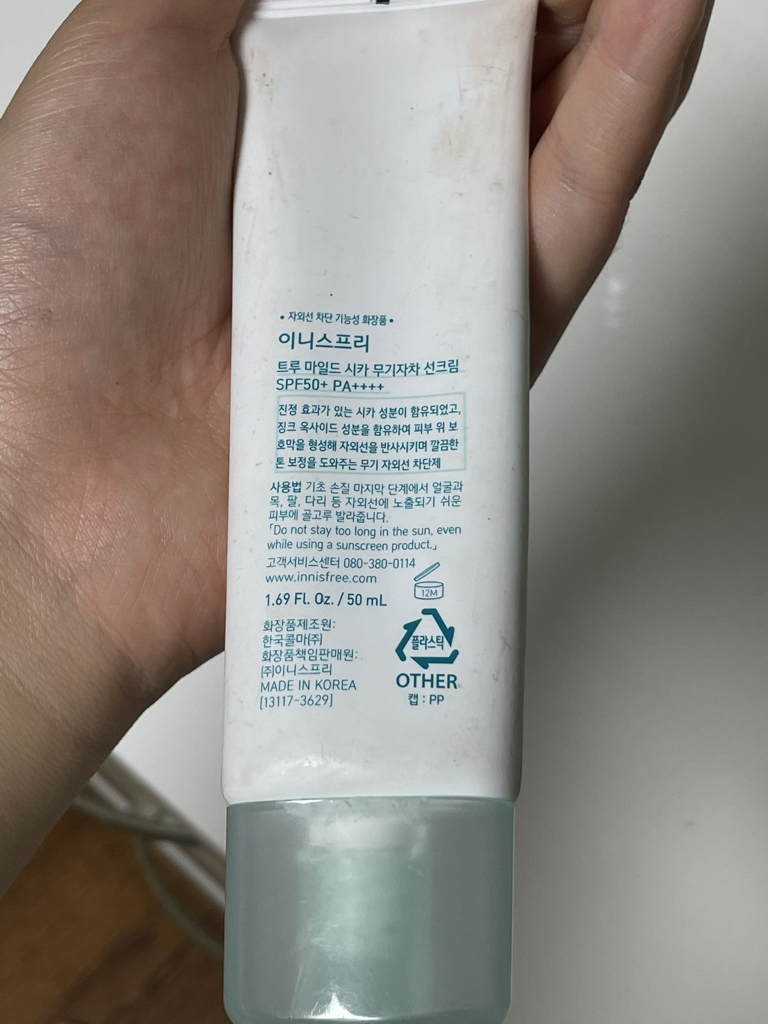 • 자외선 차단 기능성 화장품 •
이니스프리
트루 마일드 시카 무기자차 선크림
SPF50+ PA++++
진정 효과가 있는 시카 성분이 함유되었고,
징크 옥사이드 성분을 함유하여 피부 위 보
호막을 형성해 자외선을 반사시키며 깔끔한
톤 보정을 도와주는 무기 자외선 차단제
사용법 기초 손질 마지막 단계에서 얼굴과
목, 팔, 다리 등 자외선에 노출되기 쉬운
피부에 골고루 발라줍니다.
「Do not stay too long in the sun, even
while using a sunscreen product.」
고객서비스센터 080-380-0114
www.innisfree.com
12M
1.69 FL. Oz. / 50 mL
화장품제조원:
한국콜마㈜
화장품책임판매원:
㈜이니스프리
MADE IN KOREA
[13117-3629]
플라스틱
OTHER
캡 : PP